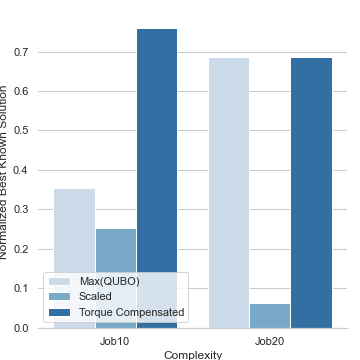 Normalized Best Known Solution
0.7
0.6
0.5
0.4
0.3
0.2
0.1
0.0
Max(QUBO)
Scaled
Torque Compensated
Job10
Job20
Complexity